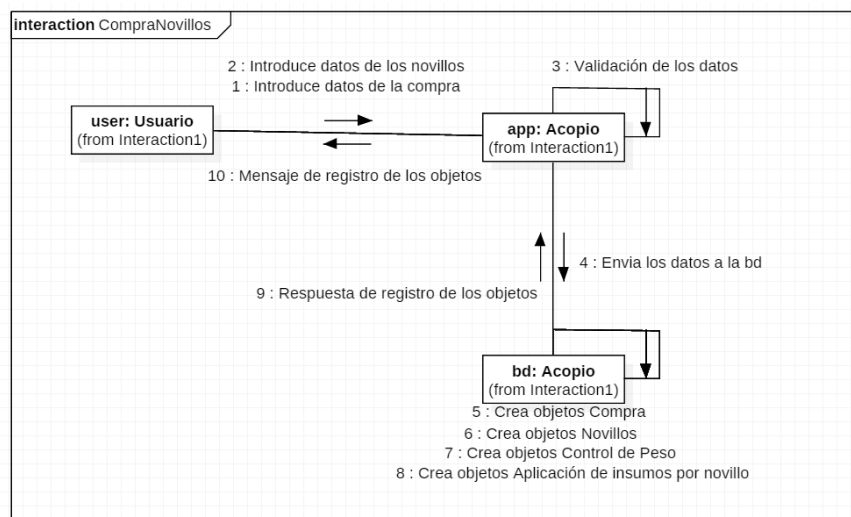 interaction CompraNovillos
2 : Introduce datos de los novillos
1 : Introduce datos de la compra
3 : Validación de los datos
user: Usuario
(from Interaction1)
app: Acopio
(from Interaction1)
10 : Mensaje de registro de los objetos
4 : Envia los datos a la bd
9 : Respuesta de registro de los objetos
bd: Acopio
(from Interaction1)
5 : Crea objetos Compra
6 : Crea objetos Novillos
7 : Crea objetos Control de Peso
8 : Crea objetos Aplicación de insumos por novillo